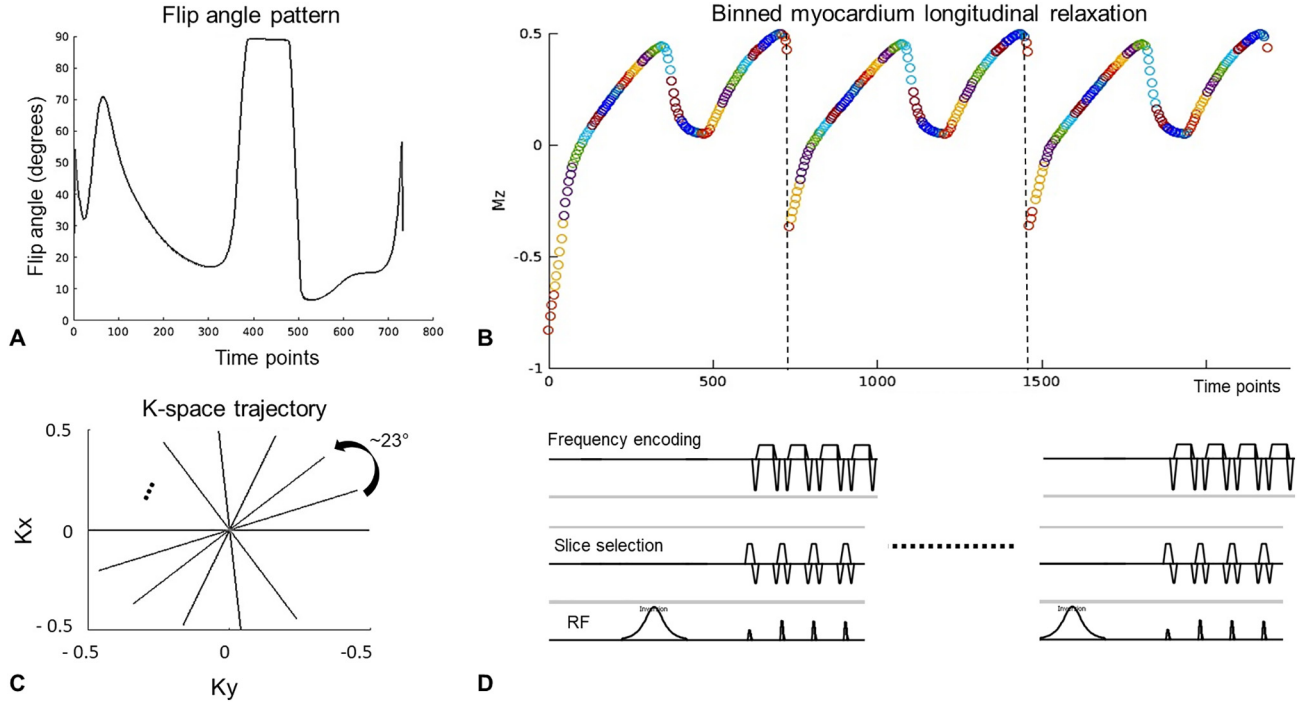 Flip angle pattern
Flip angle (degrees)
90
80
70
60
50
40
30
20
10
0
0 100 200 300 400 500 600 700 800
Time points
A
Binned myocardium longitudinal relaxation
Mz
0.5
0
-0.5
-1
0 500 1000 1500 Time points
B
K-space trajectory
Kx
0.5
0
- 0.5
~23°
- 0.5 0 -0.5
Ky
C
Frequency encoding
Slice selection
RF
Inversion
Inversion
D